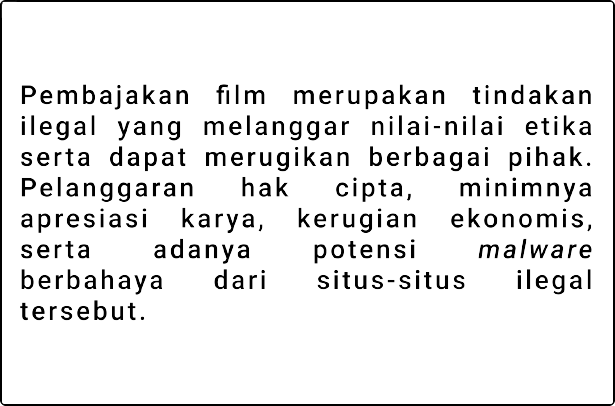 Pembajakan film merupakan tindakan
ilegal yang melanggar nilai-nilai etika
serta dapat merugikan berbagai pihak.
Pelanggaran hak cipta, minimnya
apresiasi karya, kerugian ekonomis,
serta adanya potensi malware
berbahaya dari situs-situs ilegal
tersebut.